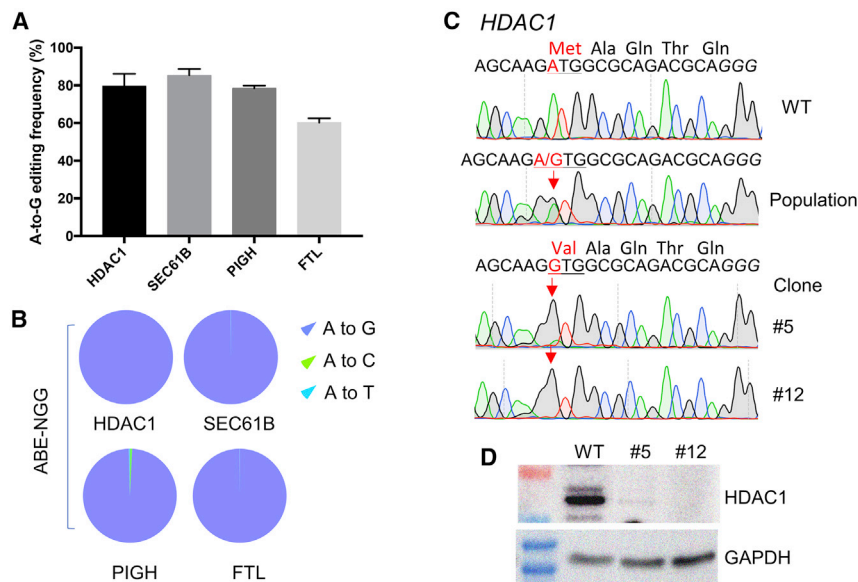 A
A-to-G editing frequency (%)
100
80
60
40
20
0
HDAC1
SEC61B
PIGH
FTL
B
ABE-NGG
HDAC1
SEC61B
PIGH
FTL
A to G
A to C
A to T
C
HDAC1
Met Ala Gln Thr Gln
AGCAAGATGGCGCAGACGCAGGG
WT
AGCAAGA/GTGGCGCAGACGCAGGG
Population
Val Ala Gln Thr Gln
AGCAAGGTGGCGCAGACGCAGGG
Clone
#5
#12
D
WT #5 #12
HDAC1
GAPDH